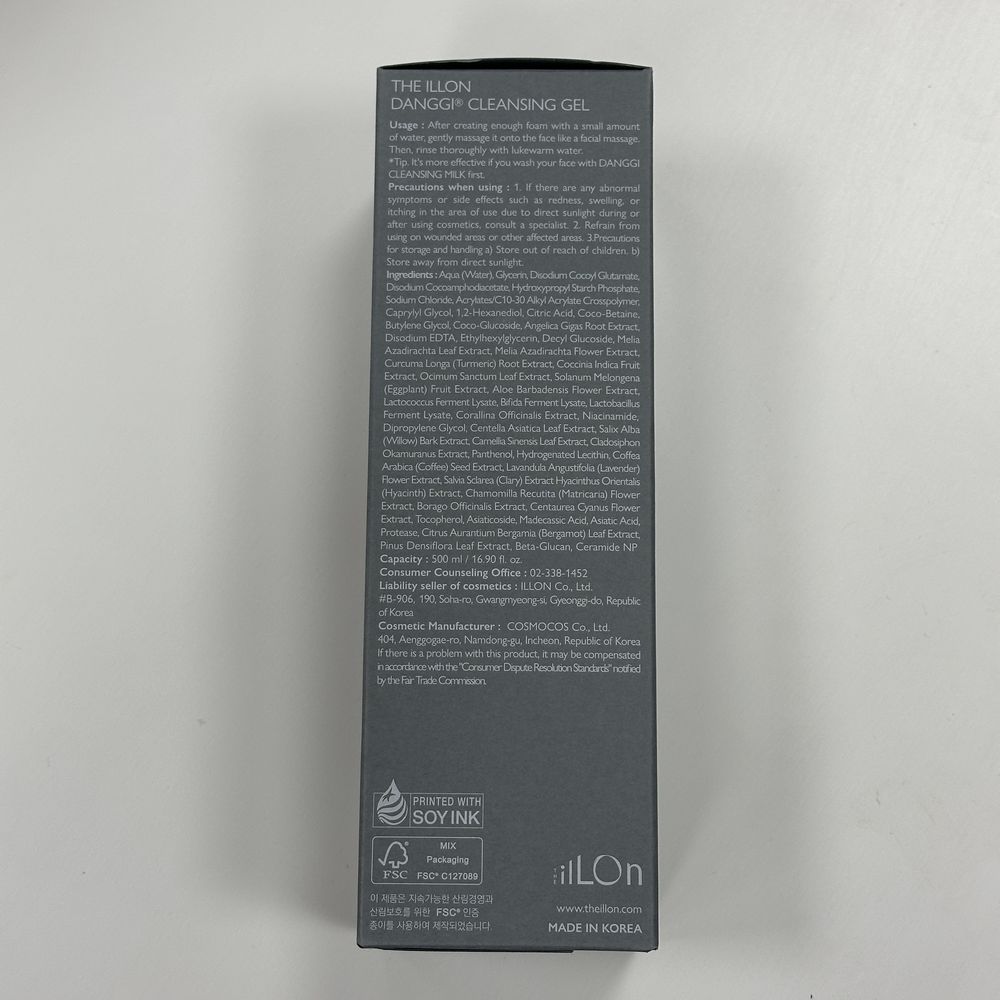 THE ILLON
DANGGI® CLEANSING GEL
Usage : After creating enough foam with a small amount
of water, gently massage it onto the face like a facial massage.
Then, rinse thoroughly with lukewarm water.
*Tip. It's more effective if you wash your face with DANGGI
CLEANSING MILK first.
Precautions when using : 1. If there are any abnormal
symptoms or side effects such as redness, swelling, or
itching in the area of use due to direct sunlight during or
after using cosmetics, consult a specialist. 2. Refrain from
using on wounded areas or other affected areas. 3.Precautions
for storage and handling a) Store out of reach of children. b)
Store away from direct sunlight.
Ingredients : Aqua (Water), Glycerin, Disodium Cocoyl Glutamate,
Disodium Cocoamphodiacetate, Hydroxypropyl Starch Phosphate,
Sodium Chloride, Acrylates/C10-30 Alkyl Acrylate Crosspolymer,
Caprylyl Glycol, 1,2-Hexanediol, Citric Acid, Coco-Betaine,
Butylene Glycol, Coco-Glucoside, Angelica Gigas Root Extract,
Disodium EDTA, Ethylhexylglycerin, Decyl Glucoside, Melia
Azadirachta Leaf Extract, Melia Azadirachta Flower Extract,
Curcuma Longa (Turmeric) Root Extract, Coccinia Indica Fruit
Extract, Ocimum Sanctum Leaf Extract, Solanum Melongena
(Eggplant) Fruit Extract, Aloe Barbadensis Flower Extract,
Lactococcus Ferment Lysate, Bifida Ferment Lysate, Lactobacillus
Ferment Lysate, Corallina Officinalis Extract, Niacinamide,
Dipropylene Glycol, Centella Asiatica Leaf Extract, Salix Alba
(Willow) Bark Extract, Camellia Sinensis Leaf Extract, Cladosiphon
Okamuranus Extract, Panthenol, Hydrogenated Lecithin, Coffea
Arabica (Coffee) Seed Extract, Lavandula Angustifolia (Lavender)
Flower Extract, Salvia Sclarea (Clary) Extract Hyacinthus Orientalis
(Hyacinth) Extract, Chamomilla Recutita (Matricaria) Flower
Extract, Borago Officinalis Extract, Centaurea Cyanus Flower
Extract, Tocopherol, Asiaticoside, Madecassic Acid, Asiatic Acid,
Protease, Citrus Aurantium Bergamia (Bergamot) Leaf Extract,
Pinus Densiflora Leaf Extract, Beta-Glucan, Ceramide NP
Capacity : 500 ml / 16.90 fl. oz.
Consumer Counseling Office : 02-338-1452
Liability seller of cosmetics : ILLON Co., Ltd.
#B-906, 190, Soha-ro, Gwangmyeong-si, Gyeonggi-do, Republic
of Korea
Cosmetic Manufacturer : COSMOCOS Co., Ltd.
404, Aenggogae-ro, Namdong-gu, Incheon, Republic of Korea
If there is a problem with this product, it may be compensated
in accordance with the "Consumer Dispute Resolution Standards" notified
by the Fair Trade Commission.
PRINTED WITH
SOY INK
FSC
MIX
Packaging
FSC® C127089
이 제품은 지속가능한 산림경영과
산림보호를 위한 FSC® 인증
종이를 사용하여 제작되었습니다.
THE ilLOn
www.theillon.com
MADE IN KOREA